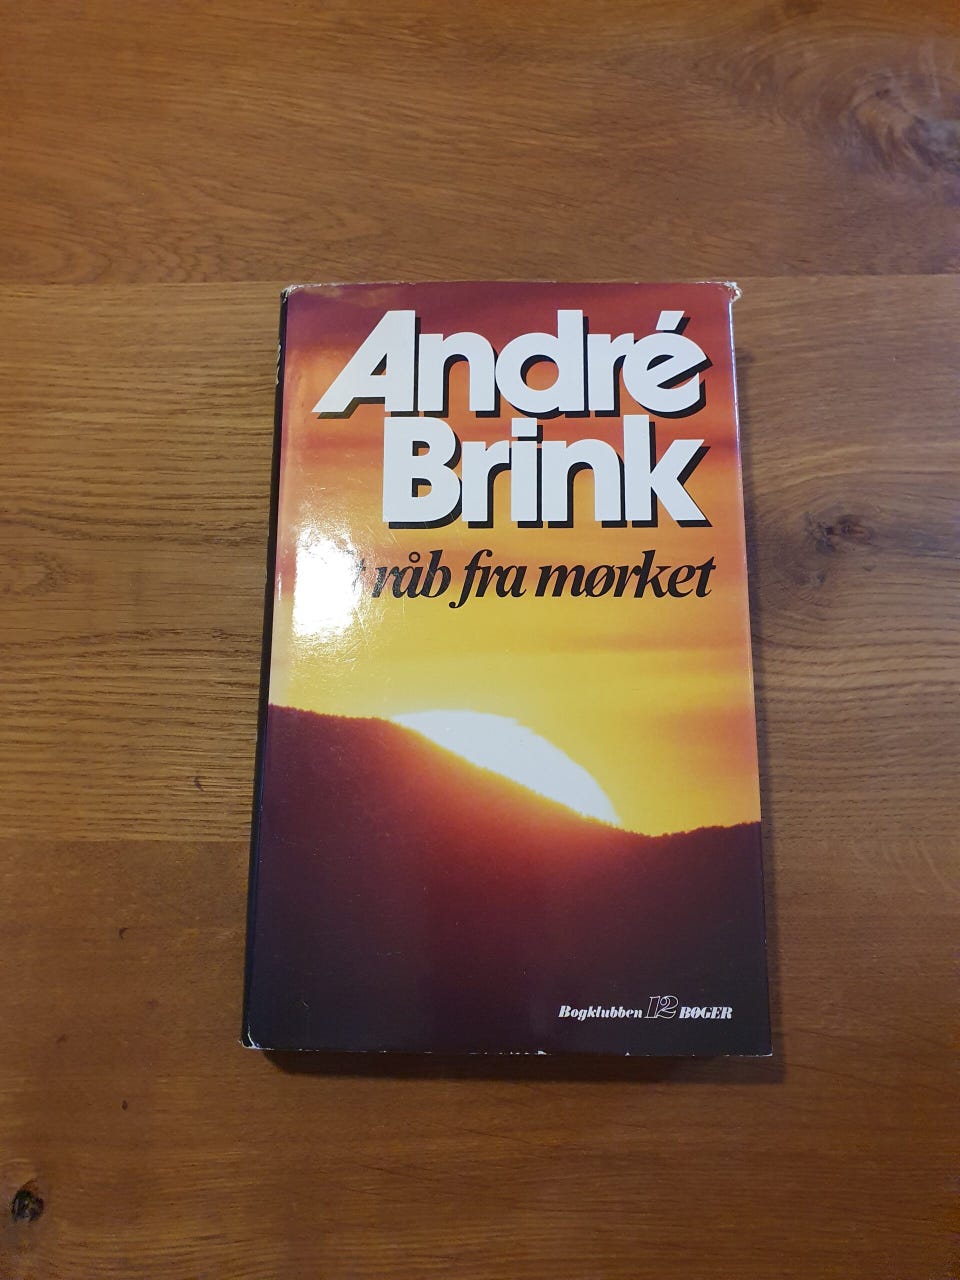 André
Brink
råb fra mørket
Bogklubben 12 BØGER